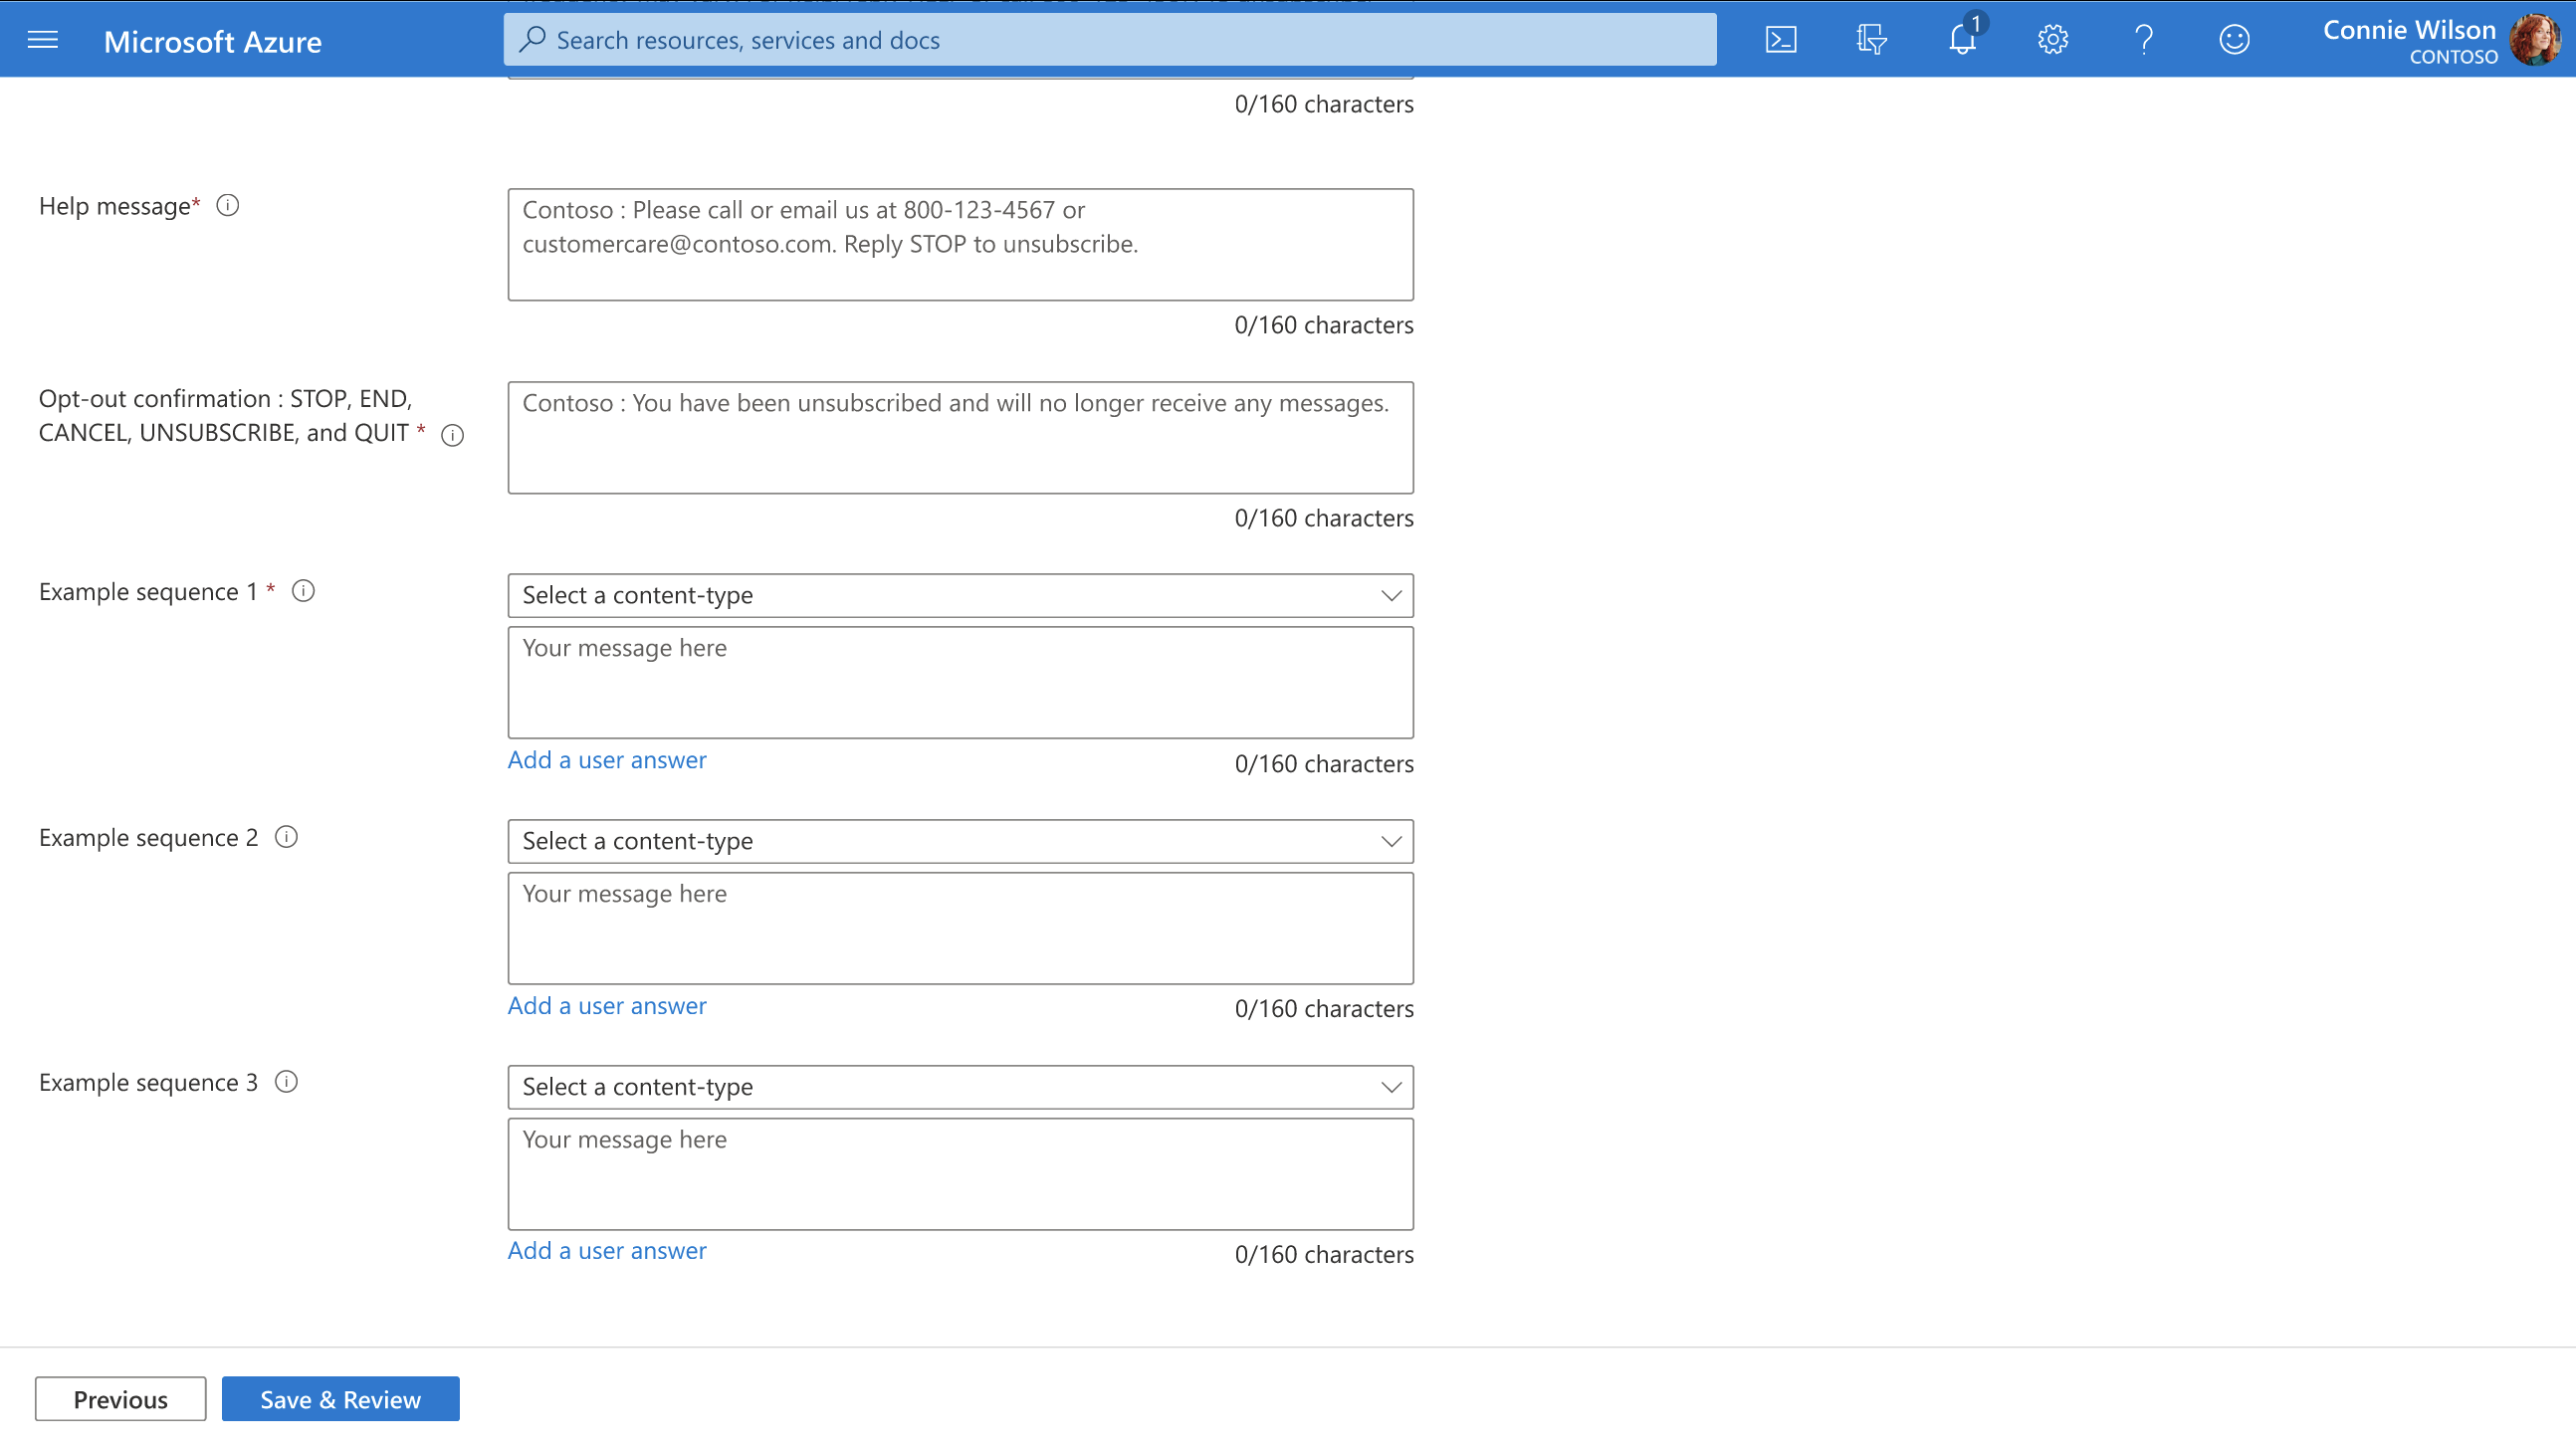 Microsoft Azure
Search resources, services and docs
1
Connie Wilson
CONTOSO
0/160 characters
Help message*
Contoso : Please call or email us at 800-123-4567 or
customercare@contoso.com. Reply STOP to unsubscribe.
0/160 characters
Opt-out confirmation : STOP, END,
CANCEL, UNSUBSCRIBE, and QUIT *
Contoso : You have been unsubscribed and will no longer receive any messages.
0/160 characters
Example sequence 1 *
Select a content-type
Your message here
Add a user answer
0/160 characters
Example sequence 2
Select a content-type
Your message here
Add a user answer
0/160 characters
Example sequence 3
Select a content-type
Your message here
Add a user answer
0/160 characters
Previous
Save & Review